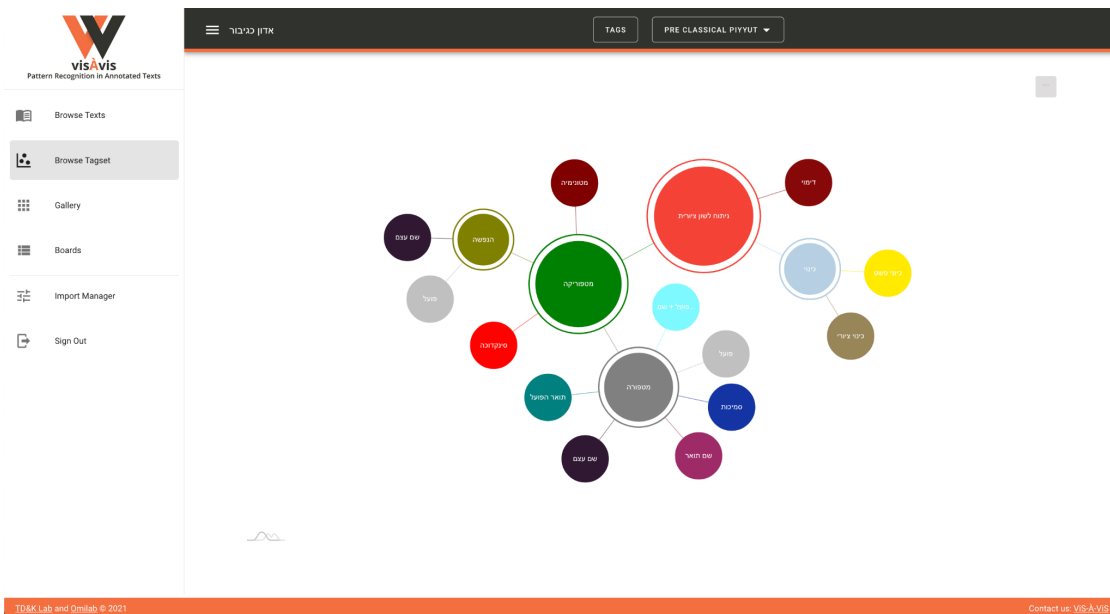 visÀvis
Pattern Recognition in Annotated Texts
Browse Texts
Browse Tagset
Gallery
Boards
Import Manager
Sign Out
אדון כגיבור
TAGS
PRE CLASSICAL PIYYUT
מטונימיה
דימוי
ניתוח לשון ציורית
שם עצם
הנפשה
כינוי
כינוי פשט
מטפוריקה
פועל
פועל + שם
כינוי ציורי
סינקדוכה
פועל
מטפורה
תואר הפועל
סמיכות
שם תואר
שם עצם
TD&K Lab and Omilab © 2021
Contact us: ViS-À-ViS